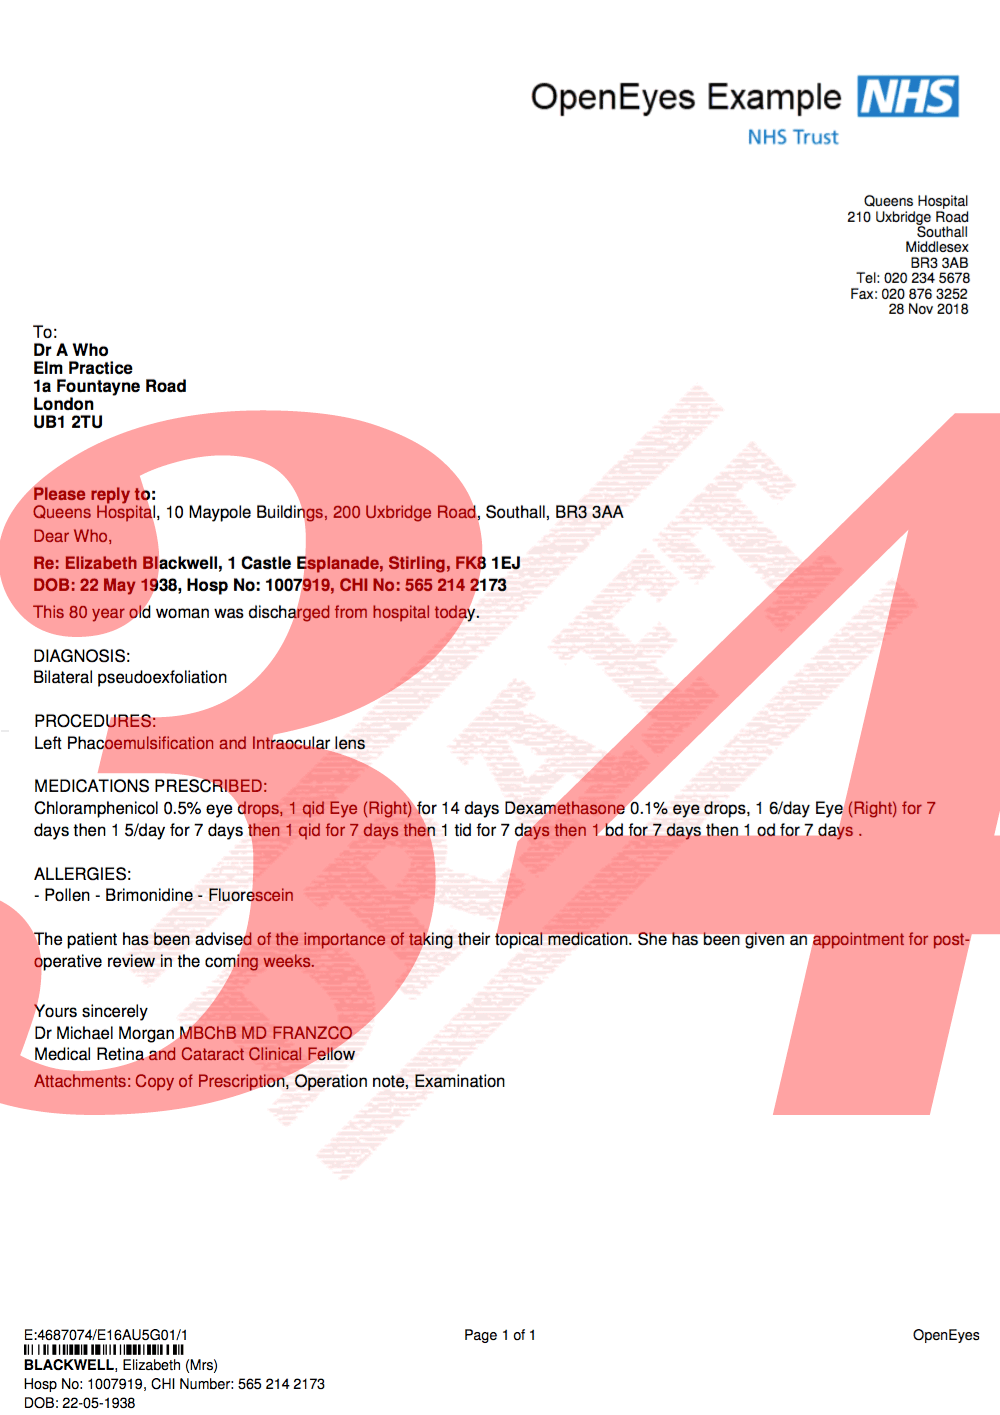 OpenEyes Example NHS
NHS Trust
Queens Hospital
210 Uxbridge Road
Southall
Middlesex
BR3 3AB
Tel: 020 234 5678
Fax: 020 876 3252
28 Nov 2018
To:
Dr A Who
Elm Practice
1a Fountayne Road
London
UB1 2TU
34
DRAFT
Please reply to:
Queens Hospital, 10 Maypole Buildings, 200 Uxbridge Road, Southall, BR3 3AA
Dear Who,
Re: Elizabeth Blackwell, 1 Castle Esplanade, Stirling, FK8 1EJ
DOB: 22 May 1938, Hosp No: 1007919, CHI No: 565 214 2173
This 80 year old woman was discharged from hospital today.
DIAGNOSIS:
Bilateral pseudoexfoliation
PROCEDURES:
Left Phacoemulsification and Intraocular lens
MEDICATIONS PRESCRIBED:
Chloramphenicol 0.5% eye drops, 1 qid Eye (Right) for 14 days Dexamethasone 0.1% eye drops, 1 6/day Eye (Right) for 7
days then 1 5/day for 7 days then 1 qid for 7 days then 1 tid for 7 days then 1 bd for 7 days then 1 od for 7 days .
ALLERGIES:
- Pollen - Brimonidine - Fluorescein
The patient has been advised of the importance of taking their topical medication. She has been given an appointment for post-
operative review in the coming weeks.
Yours sincerely
Dr Michael Morgan MBChB MD FRANZCO
Medical Retina and Cataract Clinical Fellow
Attachments: Copy of Prescription, Operation note, Examination
E:4687074/E16AU5G01/1
Page 1 of 1
OpenEyes
BLACKWELL, Elizabeth (Mrs)
Hosp No: 1007919, CHI Number: 565 214 2173
DOB: 22-05-1938